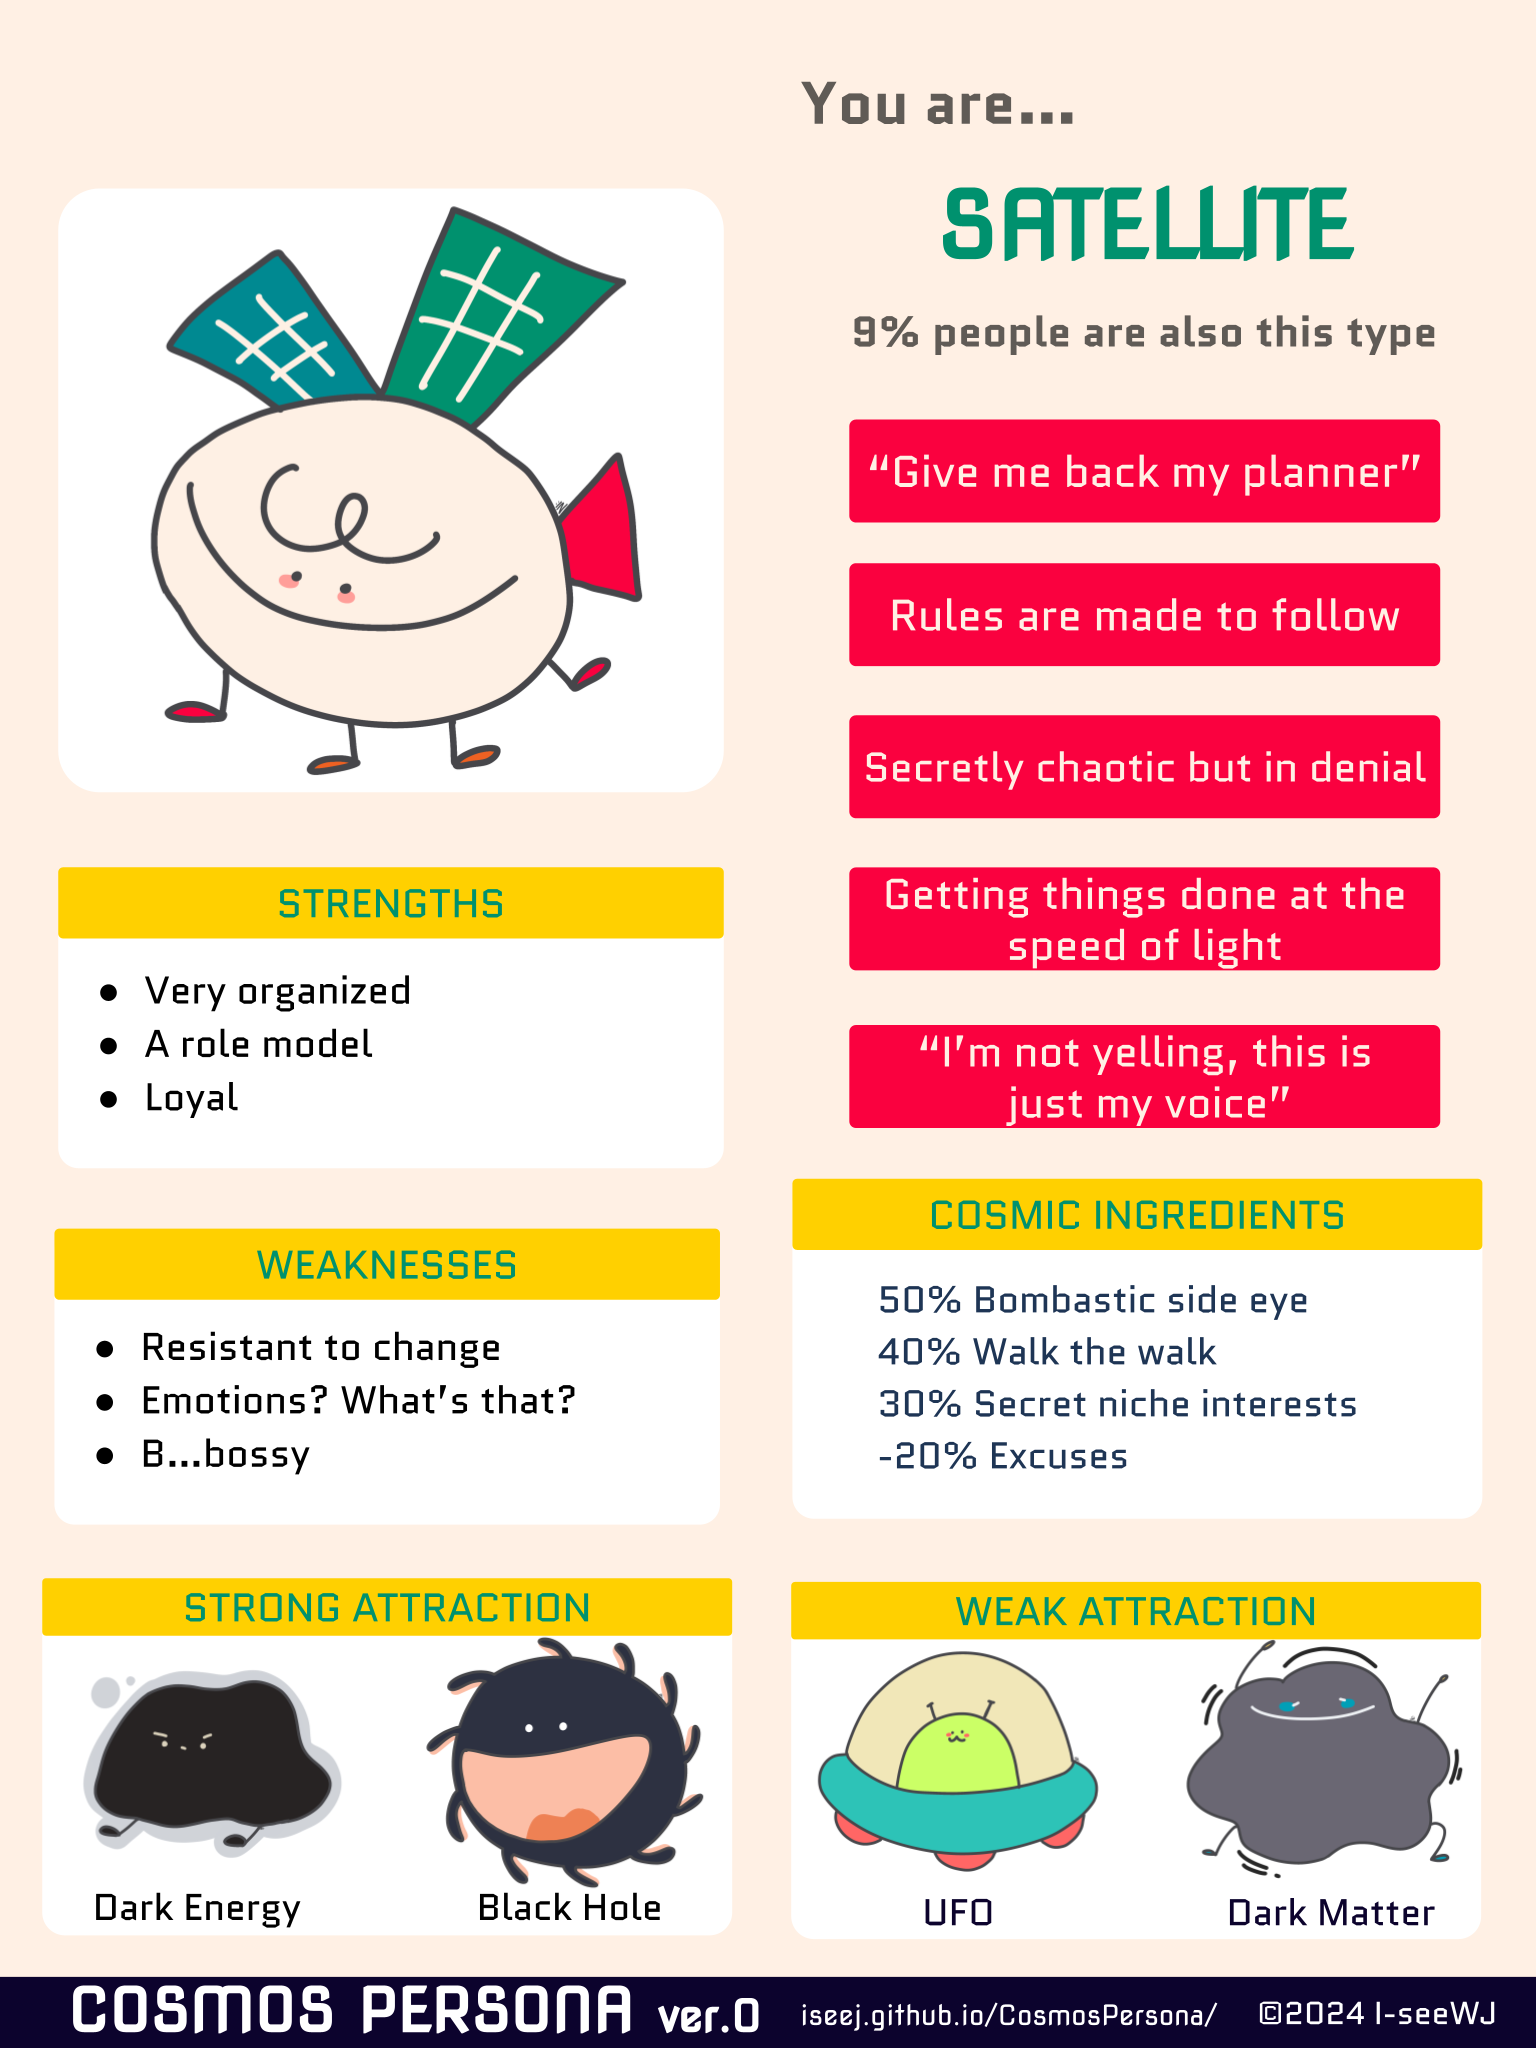 You are...
SATELLITE
9% people are also this type
“Give me back my planner”
Rules are made to follow
Secretly chaotic but in denial
Getting things done at the
speed of light
“I’m not yelling, this is
just my voice”
STRENGTHS
● Very organized
● A role model
● Loyal
WEAKNESSES
● Resistant to change
● Emotions? What’s that?
● B...bossy
COSMIC INGREDIENTS
50% Bombastic side eye
40% Walk the walk
30% Secret niche interests
-20% Excuses
STRONG ATTRACTION
Dark Energy
Black Hole
WEAK ATTRACTION
UFO
Dark Matter
COSMOS PERSONA ver.0
iseej.github.io/CosmosPersona/
©2024 I-seeWJ